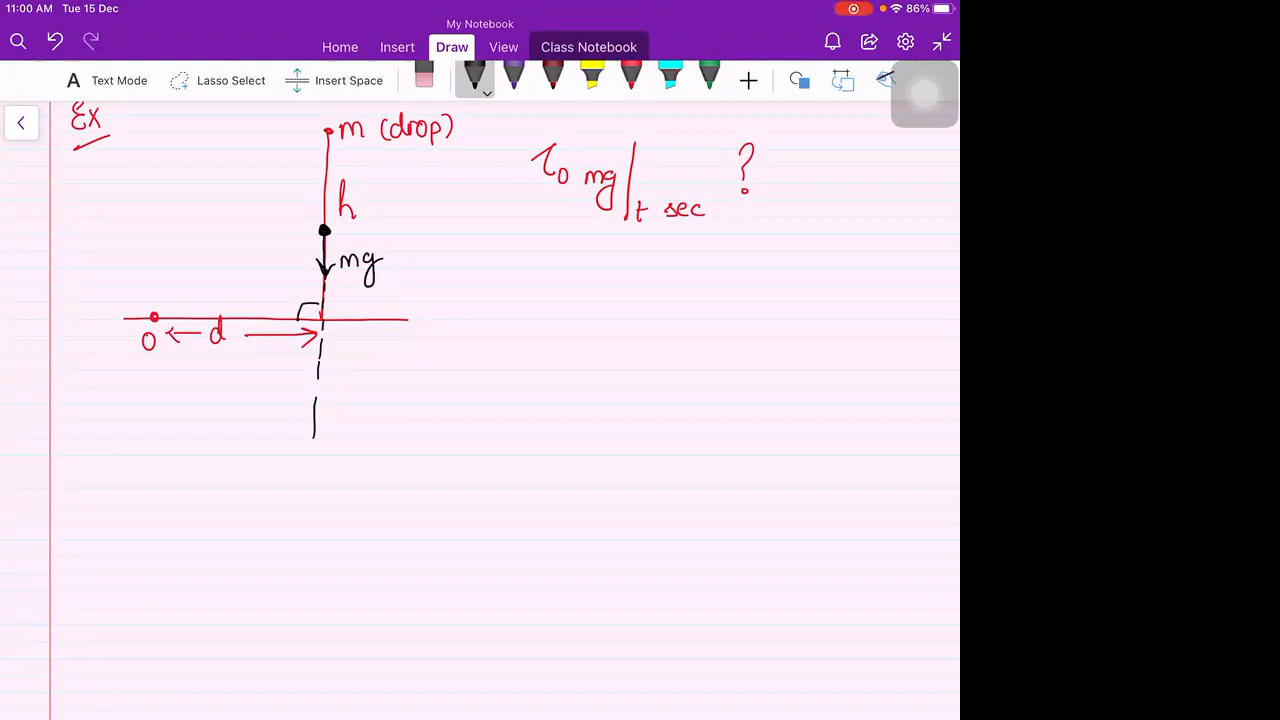 11:00 AM Tue 15 Dec
86%
My Notebook
Home Insert Draw View Class Notebook
Text Mode Lasso Select Insert Space
Ex
m (drop)
τ₀ mg | t sec ?
h
mg
0 ← d →